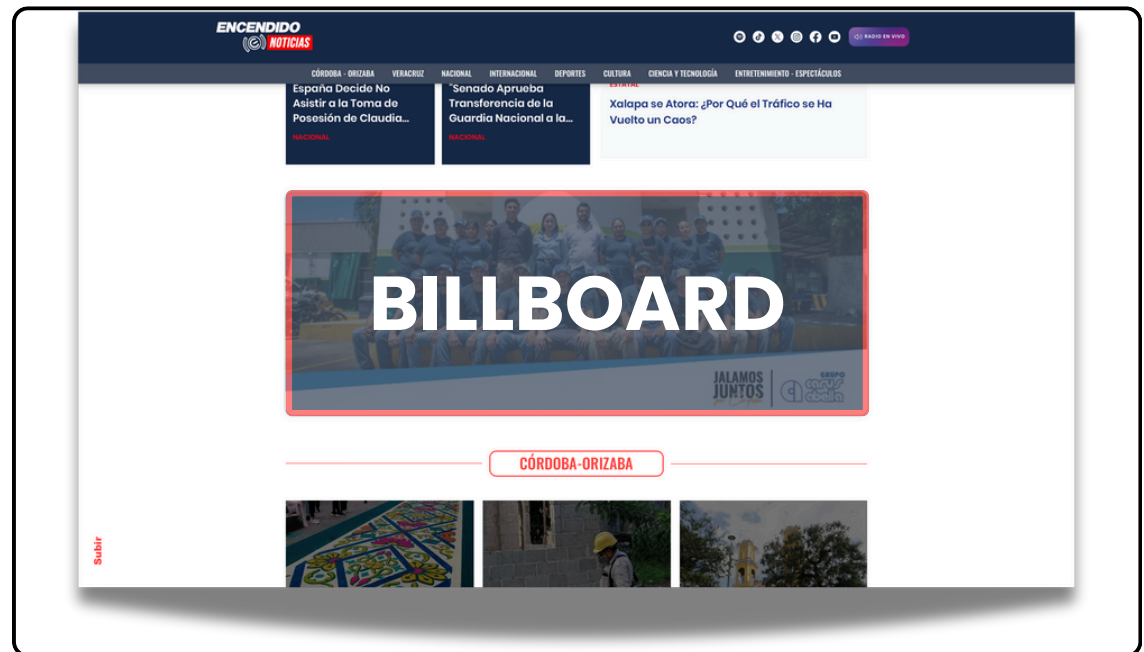 ENCENDIDO
NOTICIAS
RADIO EN VIVO
CÓRDOBA - ORIZABA VERACRUZ NACIONAL INTERNACIONAL DEPORTES CULTURA CIENCIA Y TECNOLOGÍA ENTRETENIMIENTO - ESPECTÁCULOS
España Decide No
Asistir a la Toma de
Posesión de Claudia...
NACIONAL
"Senado Aprueba
Transferencia de la
Guardia Nacional a la...
NACIONAL
ESTATAL
Xalapa se Atora: ¿Por Qué el Tráfico se Ha
Vuelto un Caos?
BILLBOARD
JALAMOS
JUNTOS
GRUPO
CÓRDOBA-ORIZABA
Subir